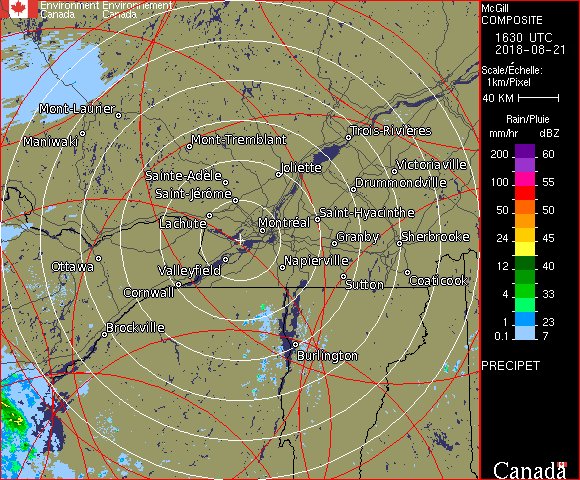 Environment Environnement
Canada Canada
McGill
COMPOSITE
1630 UTC
2018-08-21
Scale/Échelle:
1km/Pixel
40 KM
Rain/Pluie
mm/hr dBZ
200 60
100 55
50 50
24 45
12 40
4 33
1 23
0.1 7
PRECIPET
Canada
Mont-Laurier
Maniwaki
Mont-Tremblant
Trois-Rivières
Joliette
Victoriaville
Sainte-Adèle
Drummondville
Saint-Jérôme
Saint-Hyacinthe
Lachute
Montréal
Granby
Sherbrooke
Ottawa
Valleyfield
Napierville
Coaticook
Cornwall
Sutton
Brockville
Burlington